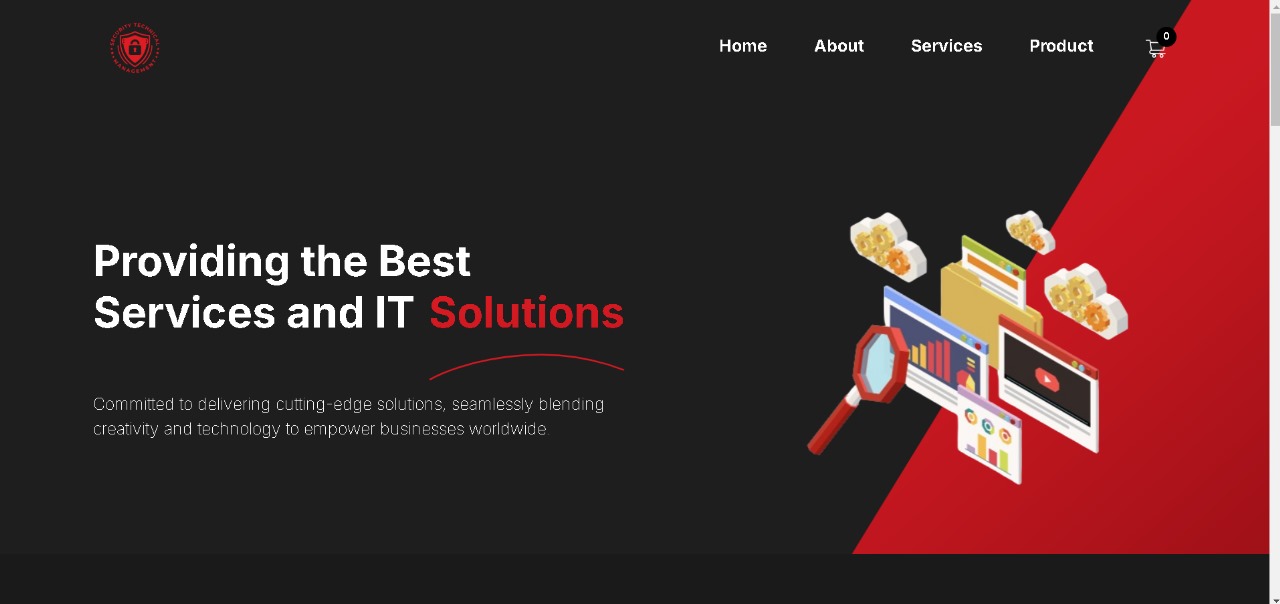 SECURITY TECHNICAL
MANAGEMENT
Home
About
Services
Product
0
Providing the Best
Services and IT Solutions
Committed to delivering cutting-edge solutions, seamlessly blending
creativity and technology to empower businesses worldwide.